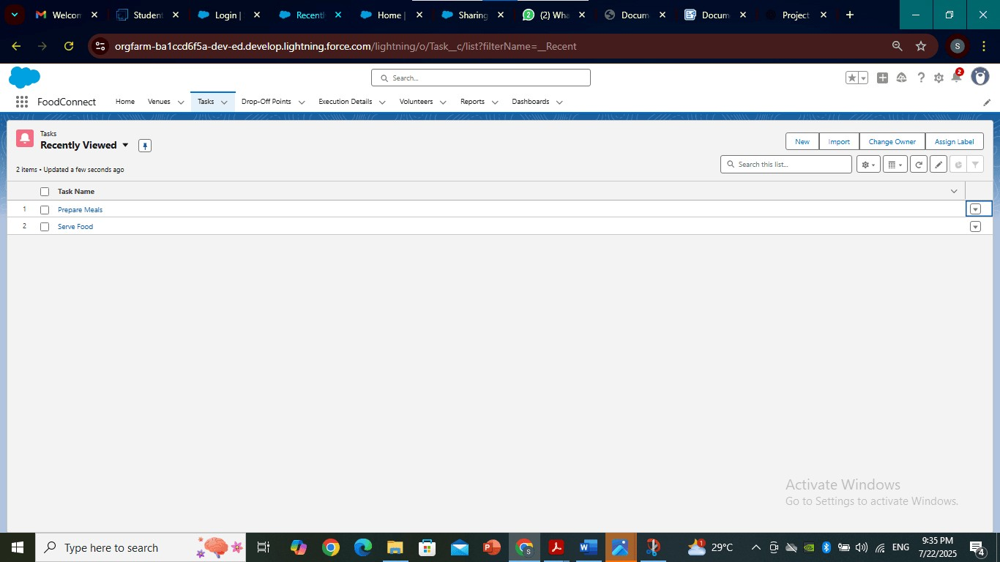 Welcom
Student
Login |
Recentl
Home |
Sharing
(2) Wha
Docum
Docum
Project
orgfarm-ba1ccd6f5a-dev-ed.develop.lightning.force.com/lightning/o/Task__c/list?filterName=__Recent
S
Search...
2
FoodConnect
Home
Venues
Tasks
Drop-Off Points
Execution Details
Volunteers
Reports
Dashboards
Tasks
Recently Viewed
New
Import
Change Owner
Assign Label
2 items • Updated a few seconds ago
Search this list...
Task Name
1 Prepare Meals
2 Serve Food
Activate Windows
Go to Settings to activate Windows.
Type here to search
29°C
ENG
9:35 PM
7/22/2025
4